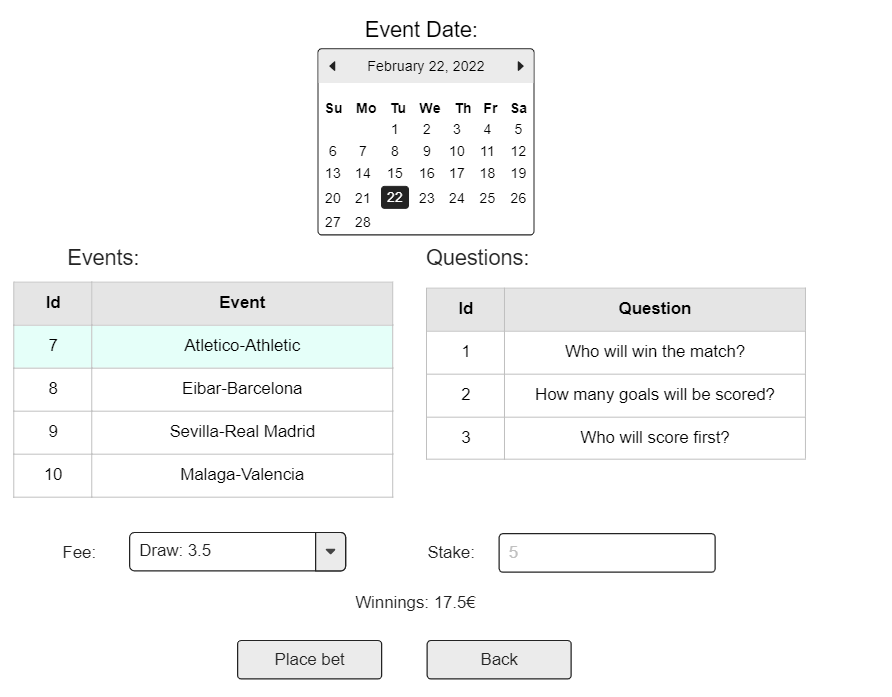 Event Date:
February 22, 2022
Su Mo Tu We Th Fr Sa
1 2 3 4 5
6 7 8 9 10 11 12
13 14 15 16 17 18 19
20 21 22 23 24 25 26
27 28
Events:
Id Event
7 Atletico-Athletic
8 Eibar-Barcelona
9 Sevilla-Real Madrid
10 Malaga-Valencia
Questions:
Id Question
1 Who will win the match?
2 How many goals will be scored?
3 Who will score first?
Fee: Draw: 3.5
Stake: 5
Winnings: 17.5€
Place bet
Back